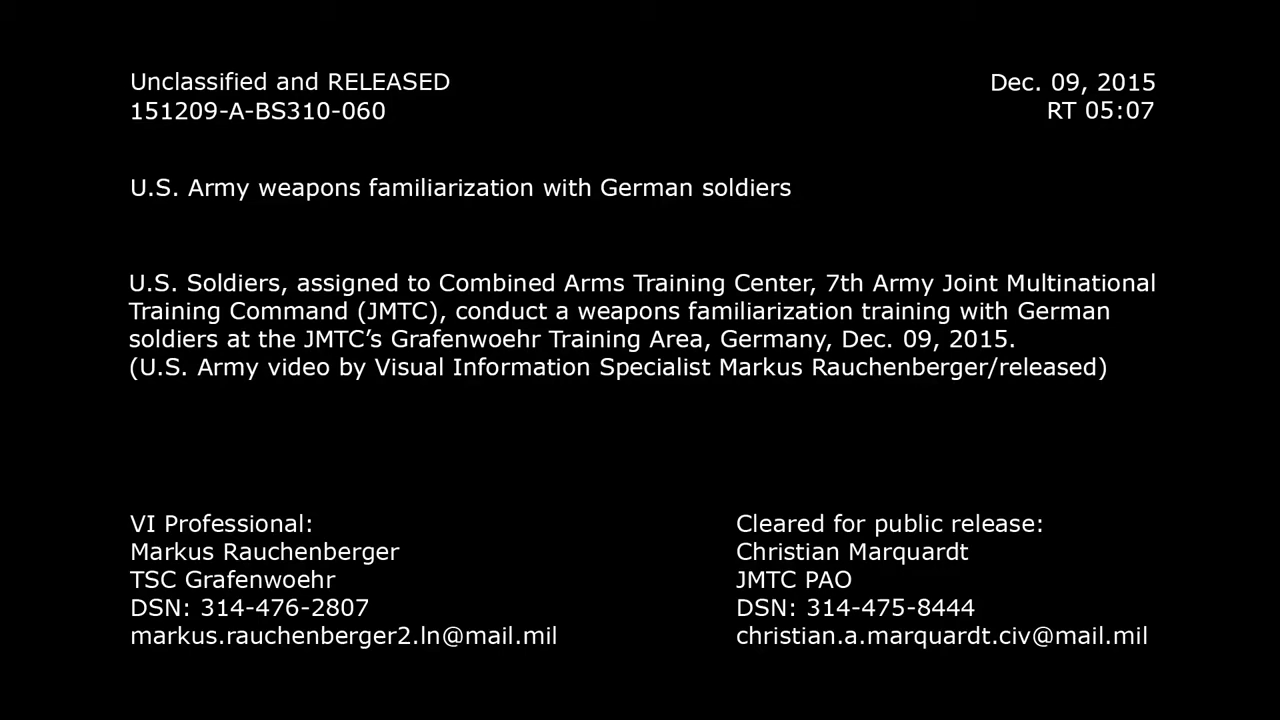 Unclassified and RELEASED
151209-A-BS310-060
Dec. 09, 2015
RT 05:07
U.S. Army weapons familiarization with German soldiers
U.S. Soldiers, assigned to Combined Arms Training Center, 7th Army Joint Multinational
Training Command (JMTC), conduct a weapons familiarization training with German
soldiers at the JMTC’s Grafenwoehr Training Area, Germany, Dec. 09, 2015.
(U.S. Army video by Visual Information Specialist Markus Rauchenberger/released)
VI Professional:
Markus Rauchenberger
TSC Grafenwoehr
DSN: 314-476-2807
markus.rauchenberger2.ln@mail.mil
Cleared for public release:
Christian Marquardt
JMTC PAO
DSN: 314-475-8444
christian.a.marquardt.civ@mail.mil